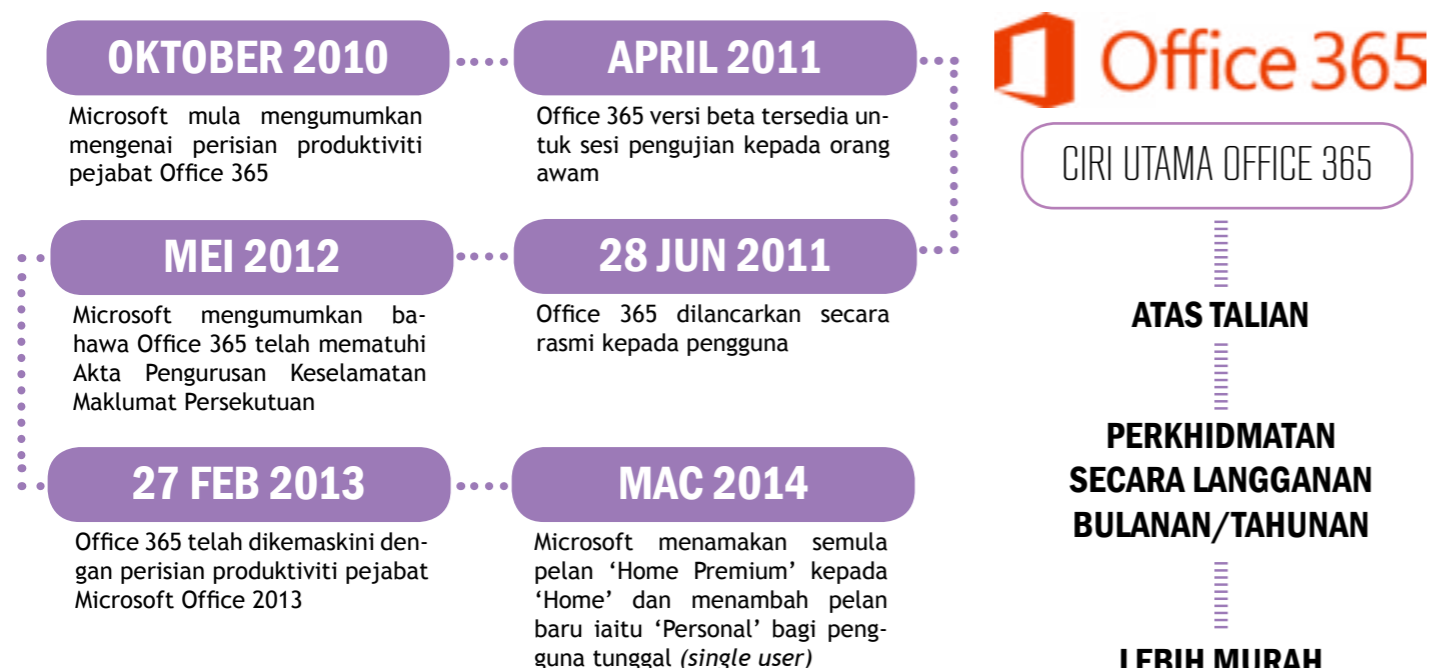 OKTOBER 2010
Microsoft mula mengumumkan
mengenai perisian produktiviti
pejabat Office 365
APRIL 2011
Office 365 versi beta tersedia un-
tuk sesi pengujian kepada orang
awam
28 JUN 2011
Office 365 dilancarkan secara
rasmi kepada pengguna
MEI 2012
Microsoft mengumumkan ba-
hawa Office 365 telah mematuhi
Akta Pengurusan Keselamatan
Maklumat Persekutuan
27 FEB 2013
Office 365 telah dikemaskini den-
gan perisian produktiviti pejabat
Microsoft Office 2013
MAC 2014
Microsoft menamakan semula
pelan ‘Home Premium’ kepada
‘Home’ dan menambah pelan
baru iaitu ‘Personal’ bagi peng-
guna tunggal (single user)
Office 365
CIRI UTAMA OFFICE 365
ATAS TALIAN
PERKHIDMATAN
SECARA LANGGANAN
BULANAN/TAHUNAN
LEBIH MURAH